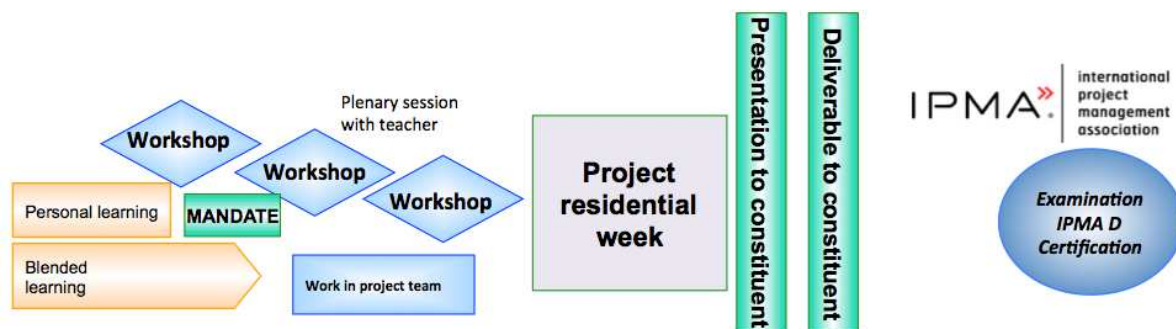 Workshop
Plenary session
with teacher
Workshop
Workshop
Personal learning
MANDATE
Blended
learning
Work in project team
Project
residential
week
Presentation to constituent
Deliverable to constituent
IPMA
international
project
management
association
Examination
IPMA D
Certification